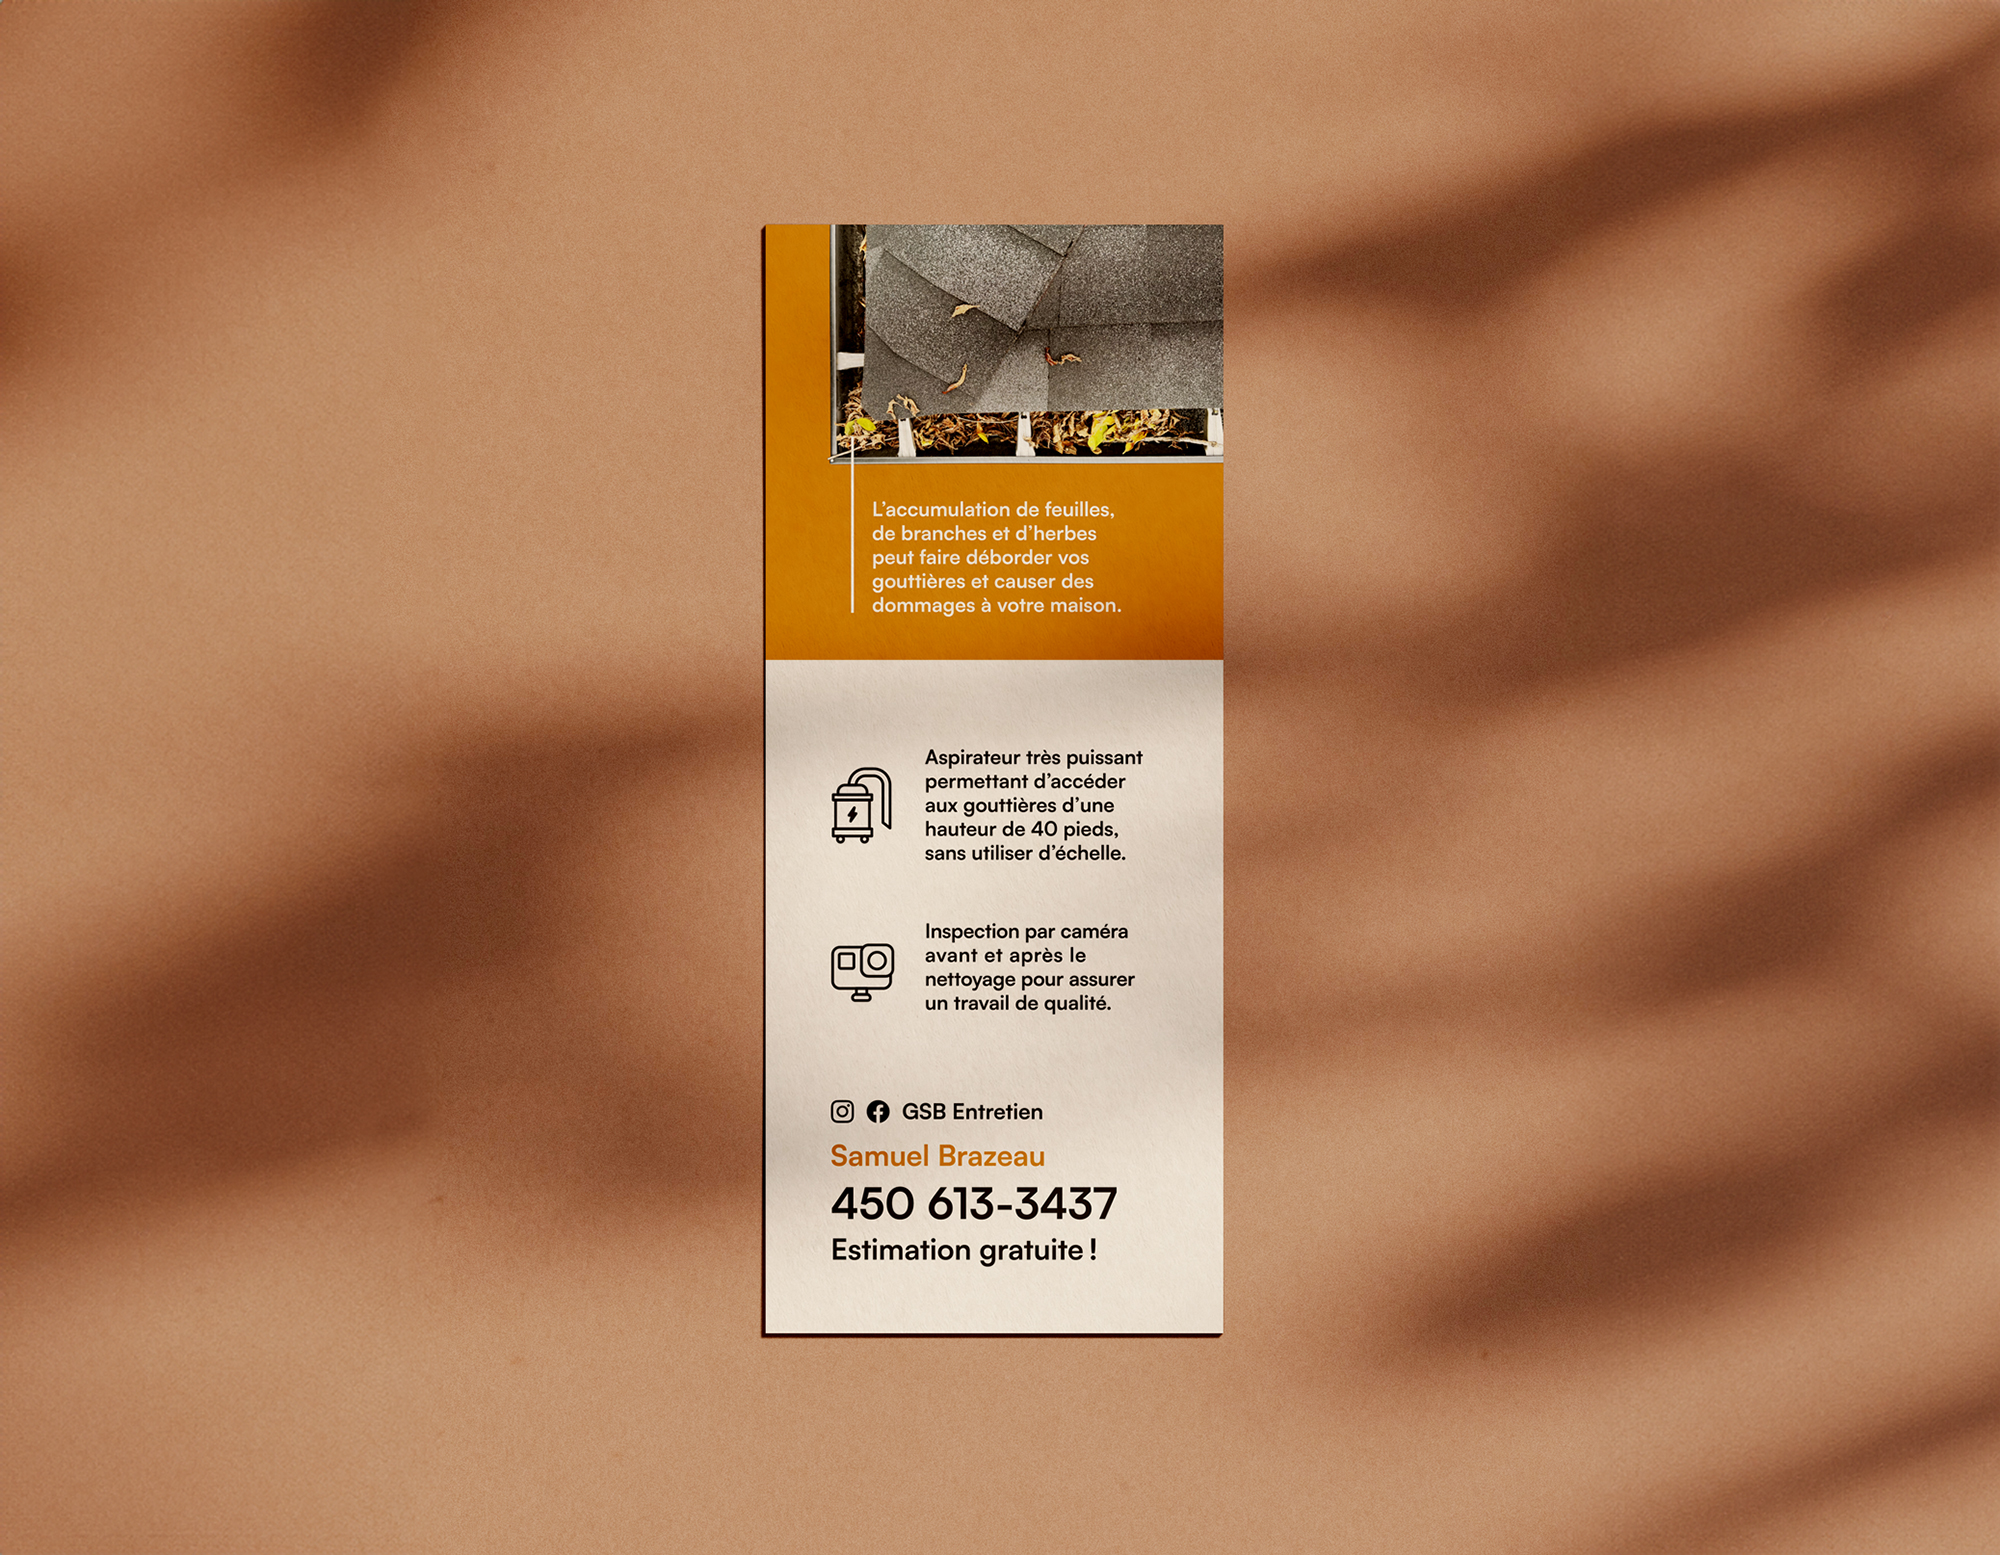 L’accumulation de feuilles,
de branches et d’herbes
peut faire déborder vos
gouttières et causer des
dommages à votre maison.
Aspirateur très puissant
permettant d’accéder
aux gouttières d’une
hauteur de 40 pieds,
sans utiliser d’échelle.
Inspection par caméra
avant et après le
nettoyage pour assurer
un travail de qualité.
GSB Entretien
Samuel Brazeau
450 613-3437
Estimation gratuite !